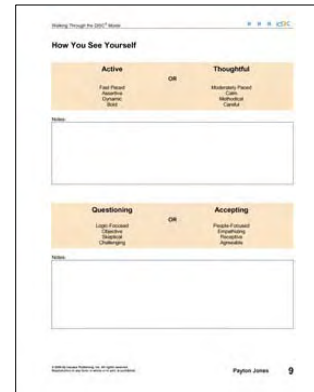 Walking Through the DiSC® Model
How You See Yourself
Active
OR
Thoughtful
Fast Paced
Assertive
Dynamic
Bold
Moderately Paced
Calm
Methodical
Careful
Notes:
Questioning
OR
Accepting
Logic-Focused
Objective
Skeptical
Challenging
People-Focused
Empathizing
Receptive
Agreeable
Notes:
Payton Jones 9